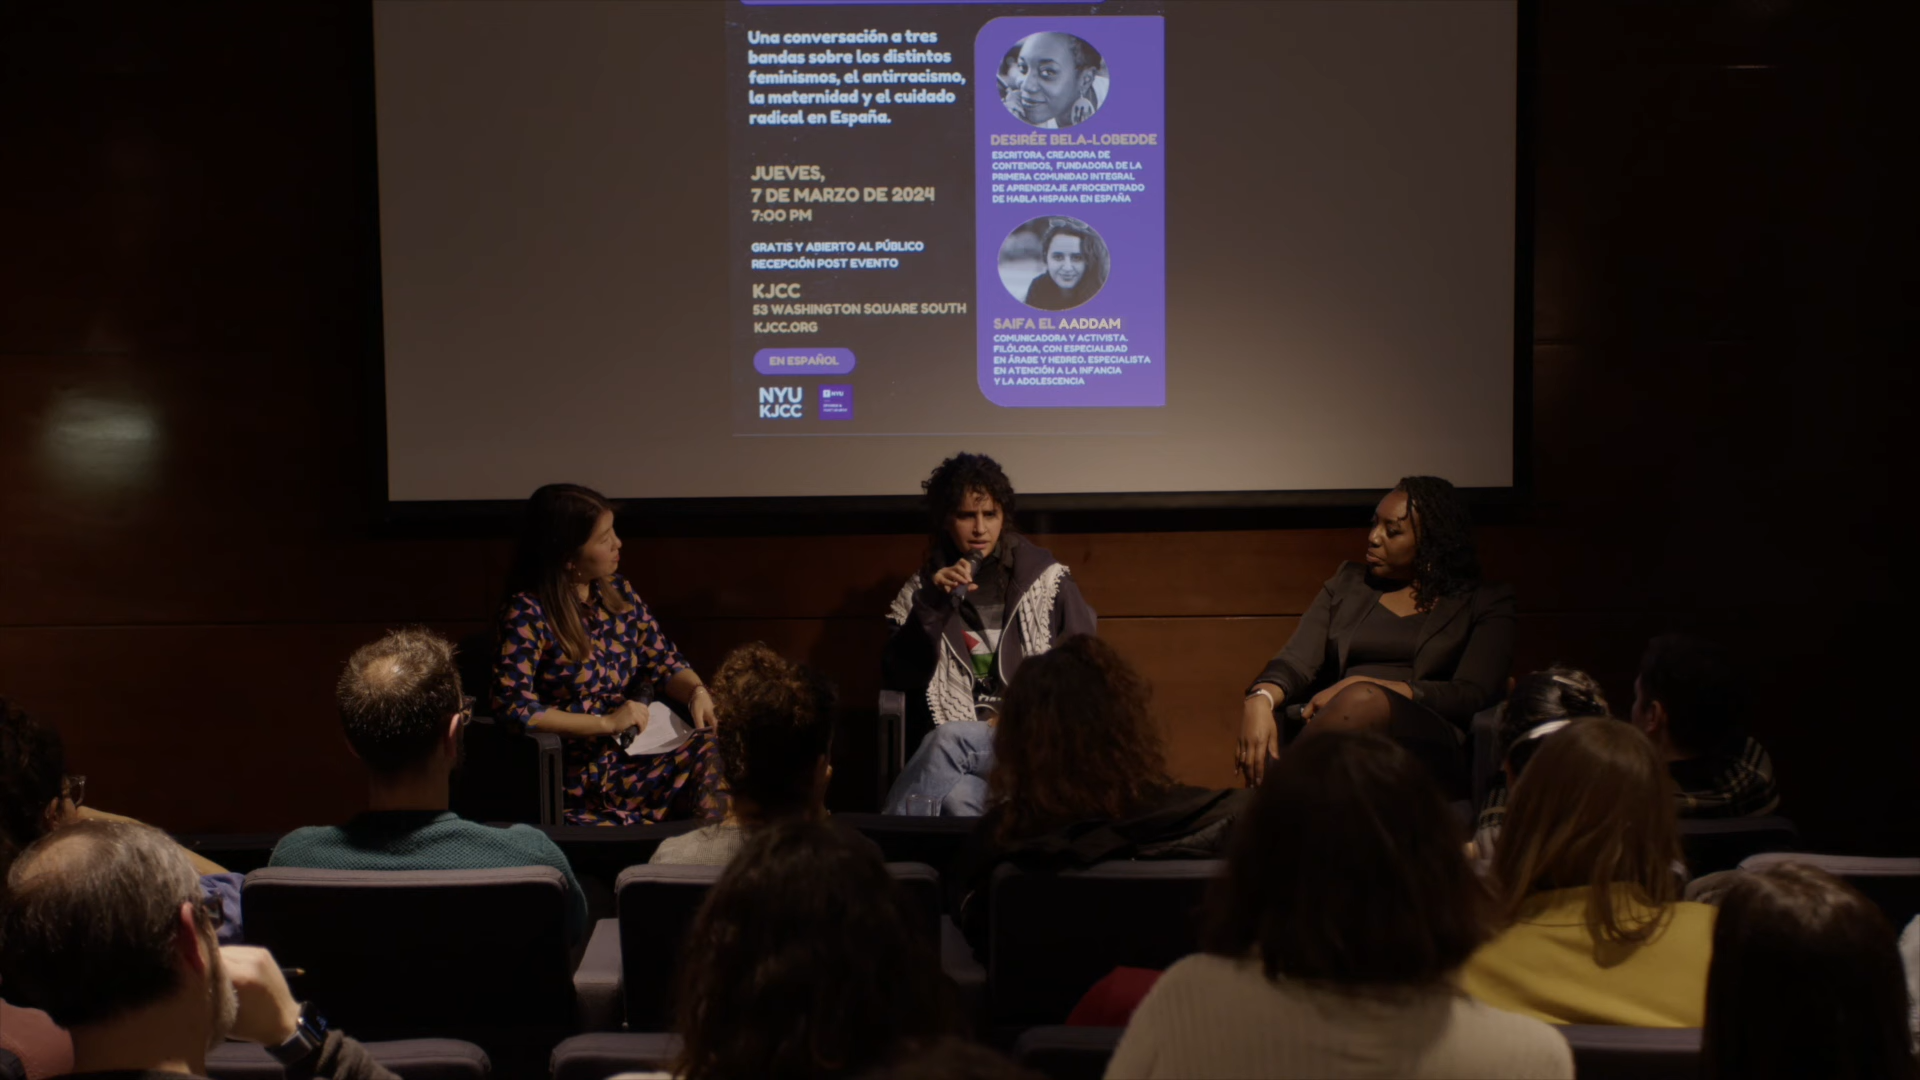 Una conversación a tres
bandas sobre los distintos
feminismos, el antirracismo,
la maternidad y el cuidado
radical en España.
JUEVES,
7 DE MARZO DE 2024
7:00 PM
GRATIS Y ABIERTO AL PÚBLICO
RECEPCIÓN POST EVENTO
KJCC
53 WASHINGTON SQUARE SOUTH
KJCC.ORG
EN ESPAÑOL
NYU
KJCC
NYU
DESIRÉE BELA-LOBEDDE
ESCRITORA, CREADORA DE
CONTENIDOS, FUNDADORA DE LA
PRIMERA COMUNIDAD INTEGRAL
DE APRENDIZAJE AFROCENTRADO
DE HABLA HISPANA EN ESPAÑA
SAIFA EL AADDAM
COMUNICADORA Y ACTIVISTA.
FILÓLOGA, CON ESPECIALIDAD
EN ÁRABE Y HEBREO. ESPECIALISTA
EN ATENCIÓN A LA INFANCIA
Y LA ADOLESCENCIA